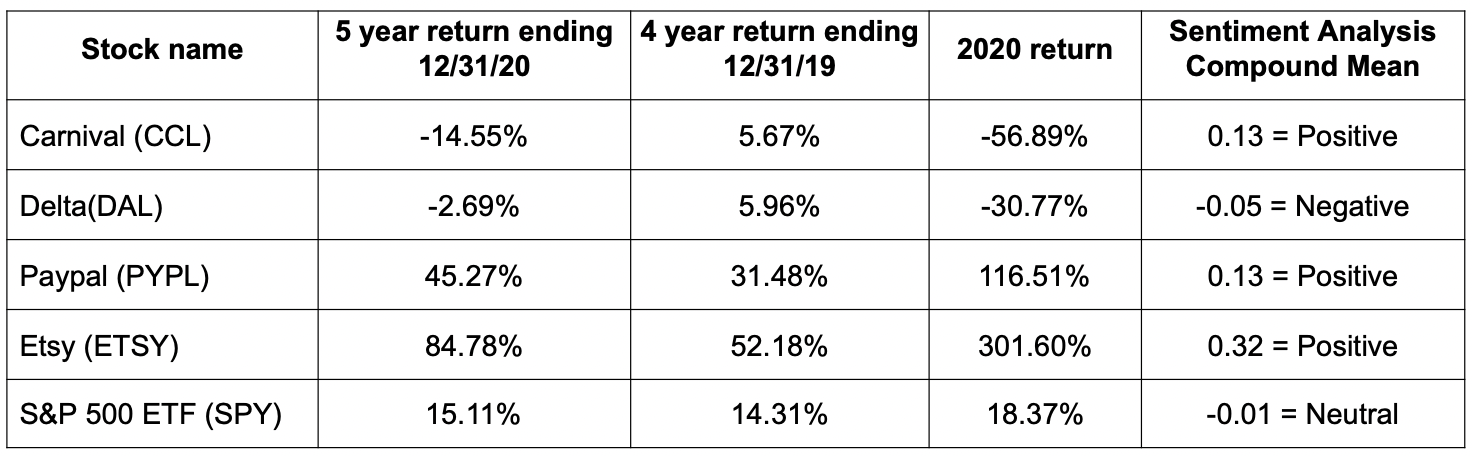 Stock name 5 year return ending 12/31/20 4 year return ending 12/31/19 2020 return Sentiment Analysis Compound Mean
Carnival (CCL) -14.55% 5.67% -56.89% 0.13 = Positive
Delta(DAL) -2.69% 5.96% -30.77% -0.05 = Negative
Paypal (PYPL) 45.27% 31.48% 116.51% 0.13 = Positive
Etsy (ETSY) 84.78% 52.18% 301.60% 0.32 = Positive
S&P 500 ETF (SPY) 15.11% 14.31% 18.37% -0.01 = Neutral